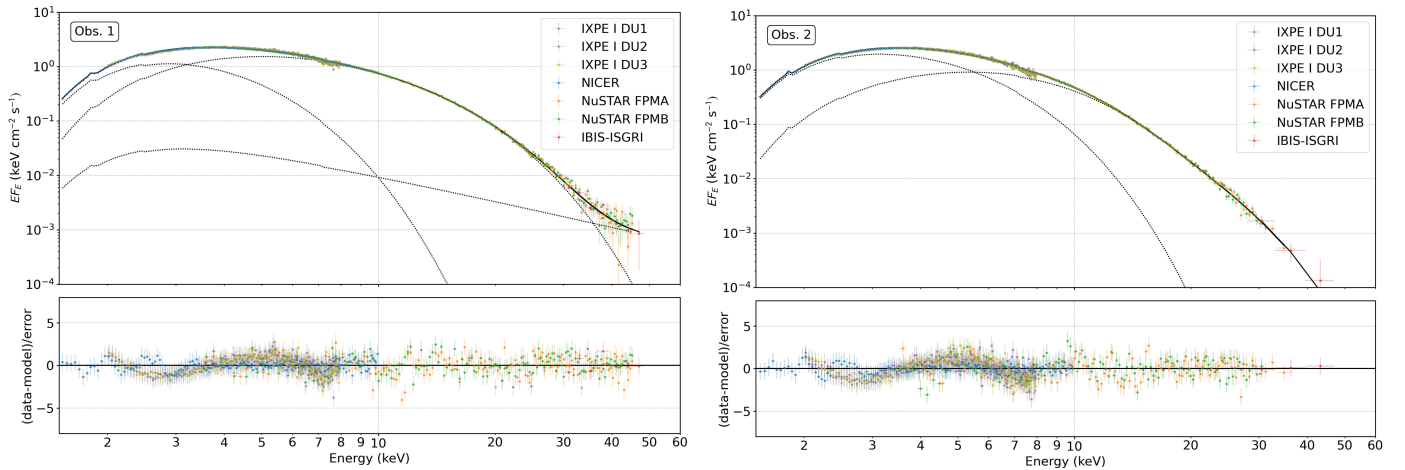 Obs. 1
IXPE I DU1
IXPE I DU2
IXPE I DU3
NICER
NuSTAR FPMA
NuSTAR FPMB
IBIS-ISGRI
10¹
10⁰
10⁻¹
10⁻²
10⁻³
10⁻⁴
EF_E (keV cm⁻² s⁻¹)
5
0
−5
(data-model)/error
2 3 4 5 6 7 8 9 10 20 30 40 50 60
Energy (keV)
Obs. 2
IXPE I DU1
IXPE I DU2
IXPE I DU3
NICER
NuSTAR FPMA
NuSTAR FPMB
IBIS-ISGRI
10¹
10⁰
10⁻¹
10⁻²
10⁻³
10⁻⁴
EF_E (keV cm⁻² s⁻¹)
5
0
−5
(data-model)/error
2 3 4 5 6 7 8 9 10 20 30 40 50 60
Energy (keV)